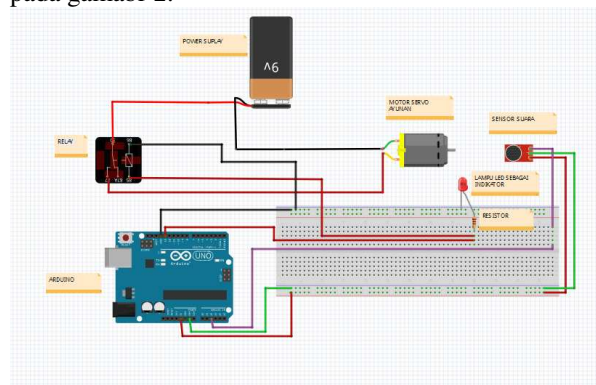 pada gambar 2.
POWER SUPLAY
9V
MOTOR SERVO
AYUNAN
SENSOR SUARA
RELAY
LAMPU LED SEBAGAI
INDIKATOR
RESISTOR
UNO
Arduino
ARDUINO